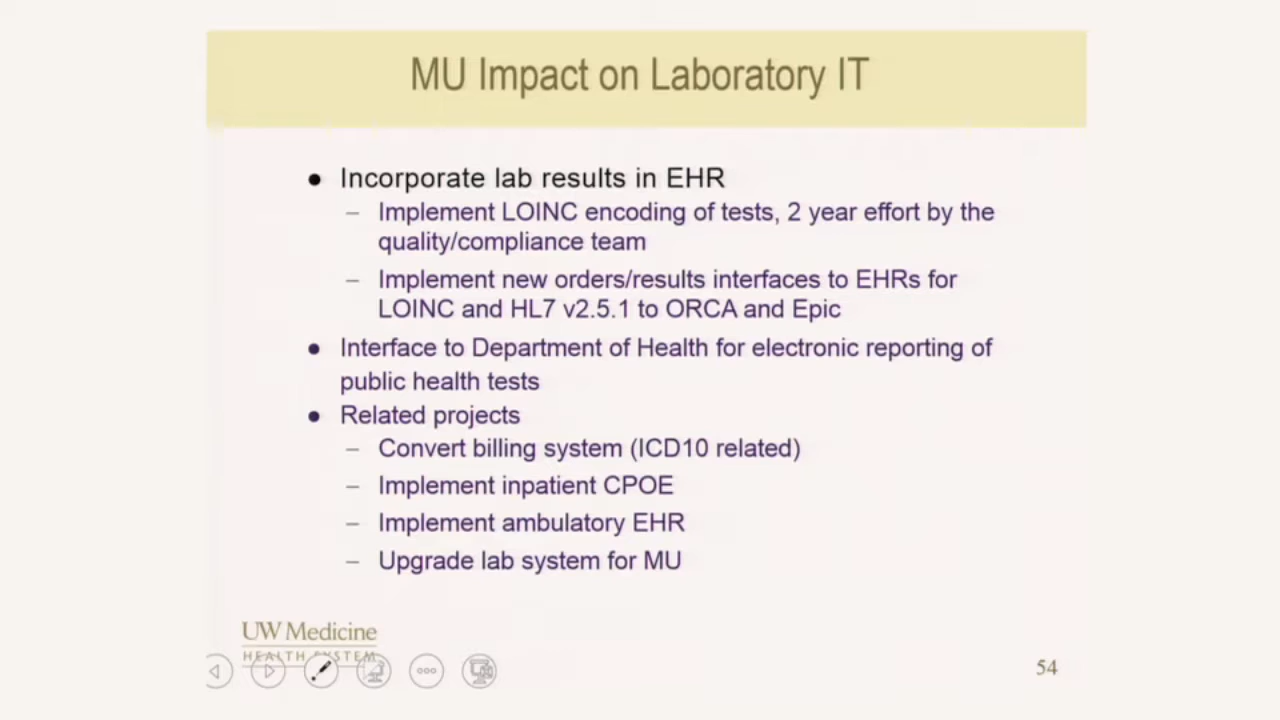 MU Impact on Laboratory IT
● Incorporate lab results in EHR
– Implement LOINC encoding of tests, 2 year effort by the
quality/compliance team
– Implement new orders/results interfaces to EHRs for
LOINC and HL7 v2.5.1 to ORCA and Epic
● Interface to Department of Health for electronic reporting of
public health tests
● Related projects
– Convert billing system (ICD10 related)
– Implement inpatient CPOE
– Implement ambulatory EHR
– Upgrade lab system for MU
UW Medicine
HEALTH SYSTEM
54